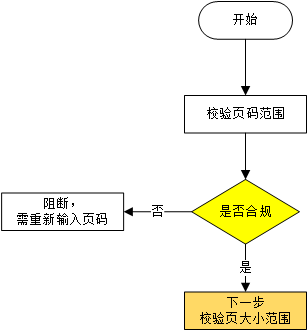 开始
校验页码范围
是否合规
否
阻断，
需重新输入页码
是
下一步
校验页大小范围